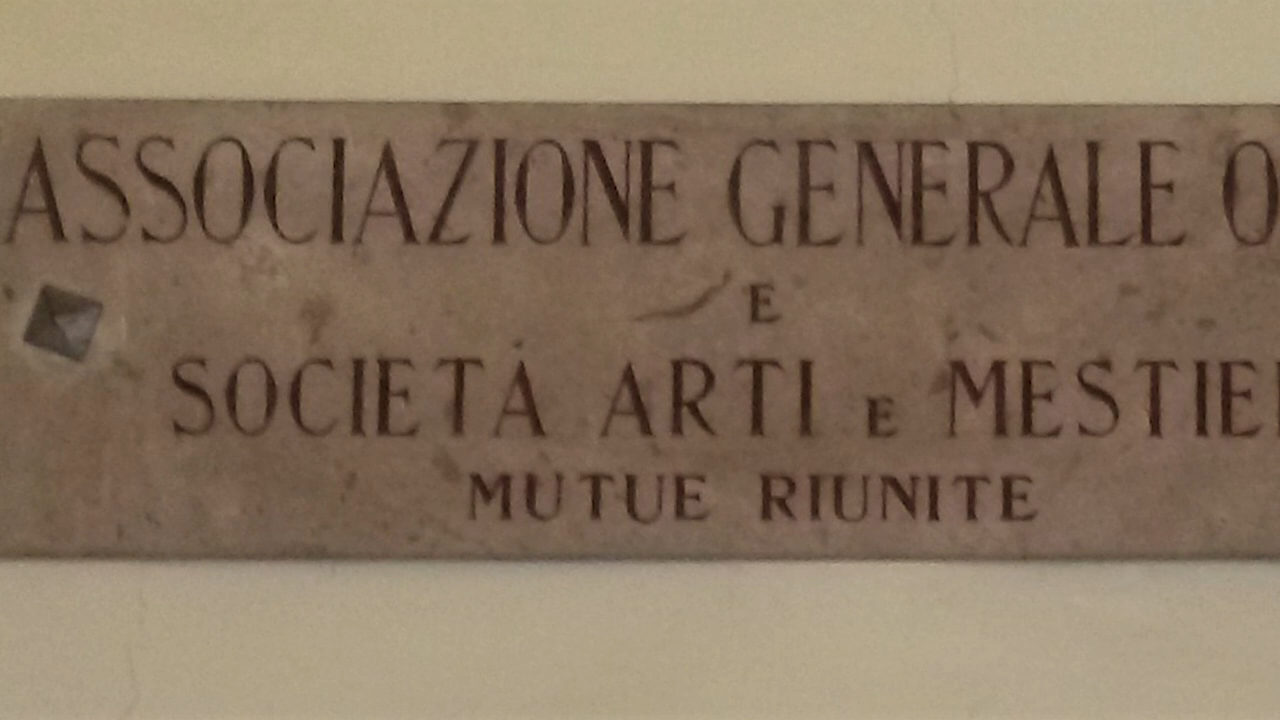 ASSOCIAZIONE GENERALE O
E
SOCIETÀ ARTI E MESTIE
MUTUE RIUNITE